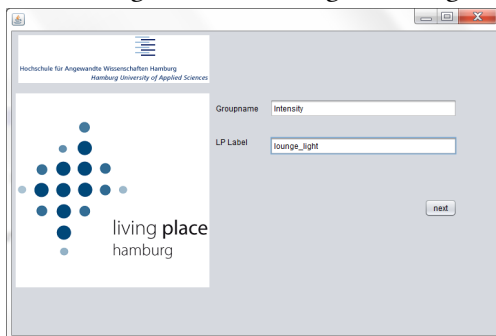 Hochschule für Angewandte Wissenschaften Hamburg
Hamburg University of Applied Sciences
Groupname
Intensity
LP Label
lounge_light
next
living place
hamburg